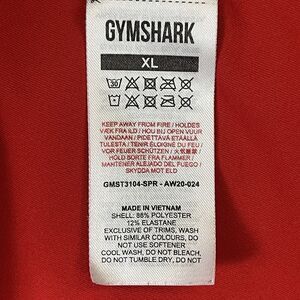 GYMSHARK
XL
30
KEEP AWAY FROM FIRE / HOLDES
VÆK FRA ILD / HOU BIJ OPEN VUUR
VANDAAN / PIDETTAVÄ ETÄÄLLÄ
TULESTA / TENIR ÉLOIGNÉ DU FEU /
VOR FEUER SCHÜTZEN / 火気厳禁 /
HOLD BORTE FRA FLAMMER /
MANTENER ALEJADO DEL FUEGO /
SKYDDA MOT ELD
GMST3104-SPR - AW20-024
MADE IN VIETNAM
SHELL: 88% POLYESTER
12% ELASTANE
EXCLUSIVE OF TRIMS, WASH
WITH SIMILAR COLOURS, DO
NOT USE SOFTENER
COOL WASH, DO NOT BLEACH,
DO NOT TUMBLE DRY, DO NOT